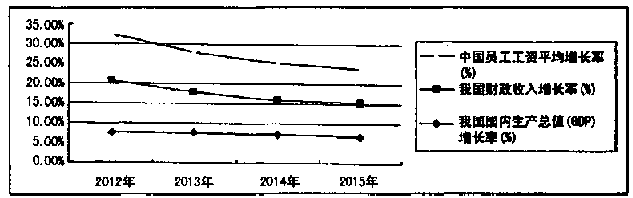 35.00%
30.00%
25.00%
20.00%
15.00%
10.00%
5.00%
0.00%
2012年
2013年
2014年
2015年
中国员工工资平均增长率
(%)
我国财政收入增长率(%)
我国国内生产总值(GDP)
增长率(%)